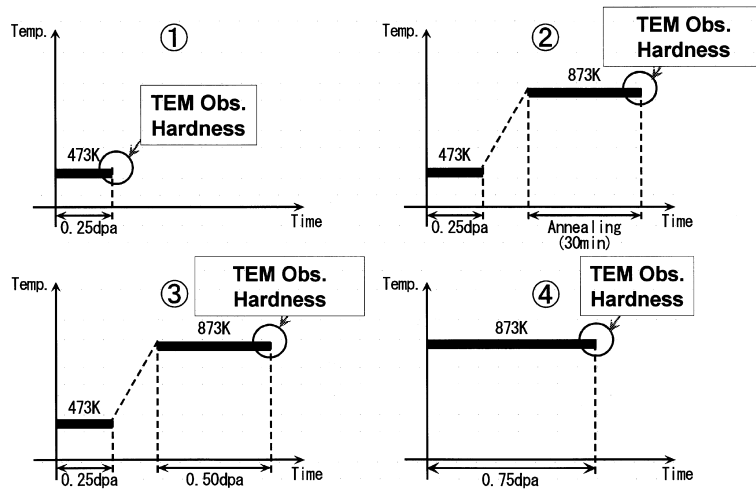 Temp.
①
TEM Obs.
Hardness
473K
0.25dpa
Time
Temp.
②
TEM Obs.
Hardness
873K
473K
0.25dpa
Annealing
(30min)
Time
Temp.
③
TEM Obs.
Hardness
873K
473K
0.25dpa
0.50dpa
Time
Temp.
④
TEM Obs.
Hardness
873K
0.75dpa
Time